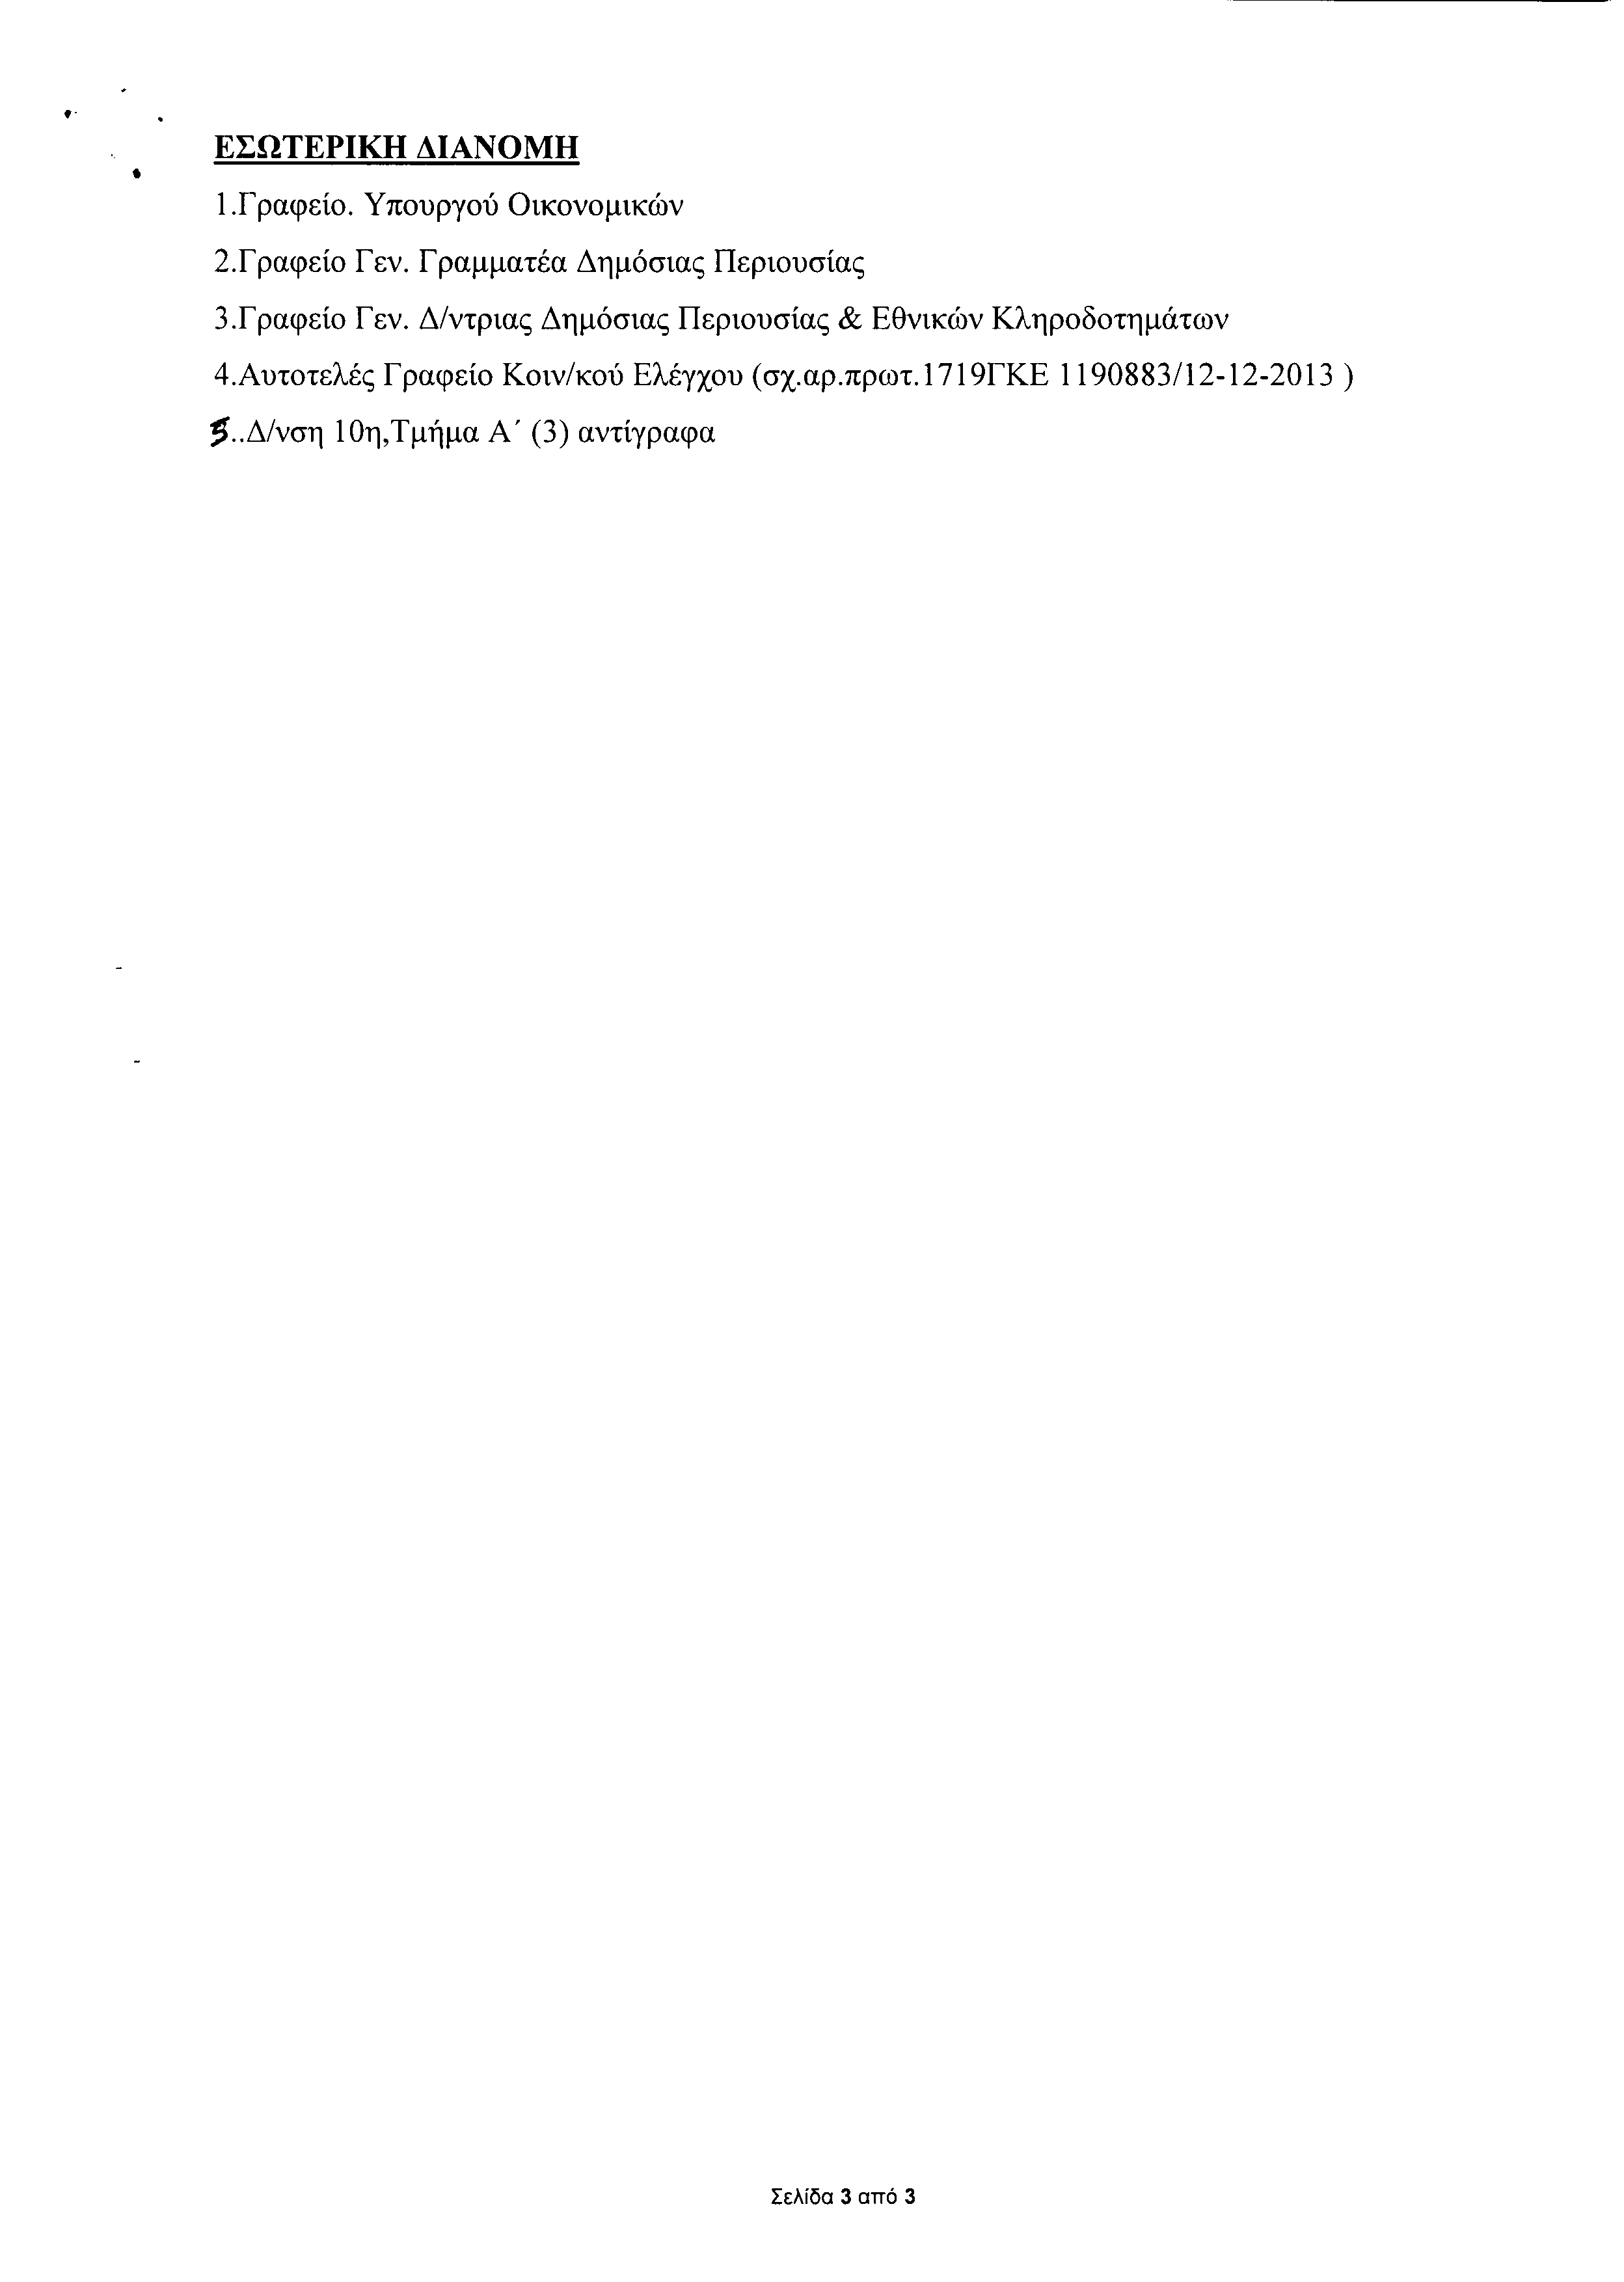 ΕΣΩΤΕΡΙΚΗ ΔΙΑΝΟΜΗ
1.Γραφείο. Υπουργού Οικονομικών
2.Γραφείο Γεν. Γραμματέα Δημόσιας Περιουσίας
3.Γραφείο Γεν. Δ/ντριας Δημόσιας Περιουσίας & Εθνικών Κληροδοτημάτων
4.Αυτοτελές Γραφείο Κοιν/κού Ελέγχου (σχ.αρ.πρωτ.1719ΓΚΕ 1190883/12-12-2013 )
5..Δ/νση 10η,Τμήμα Α΄ (3) αντίγραφα
Σελίδα 3 από 3